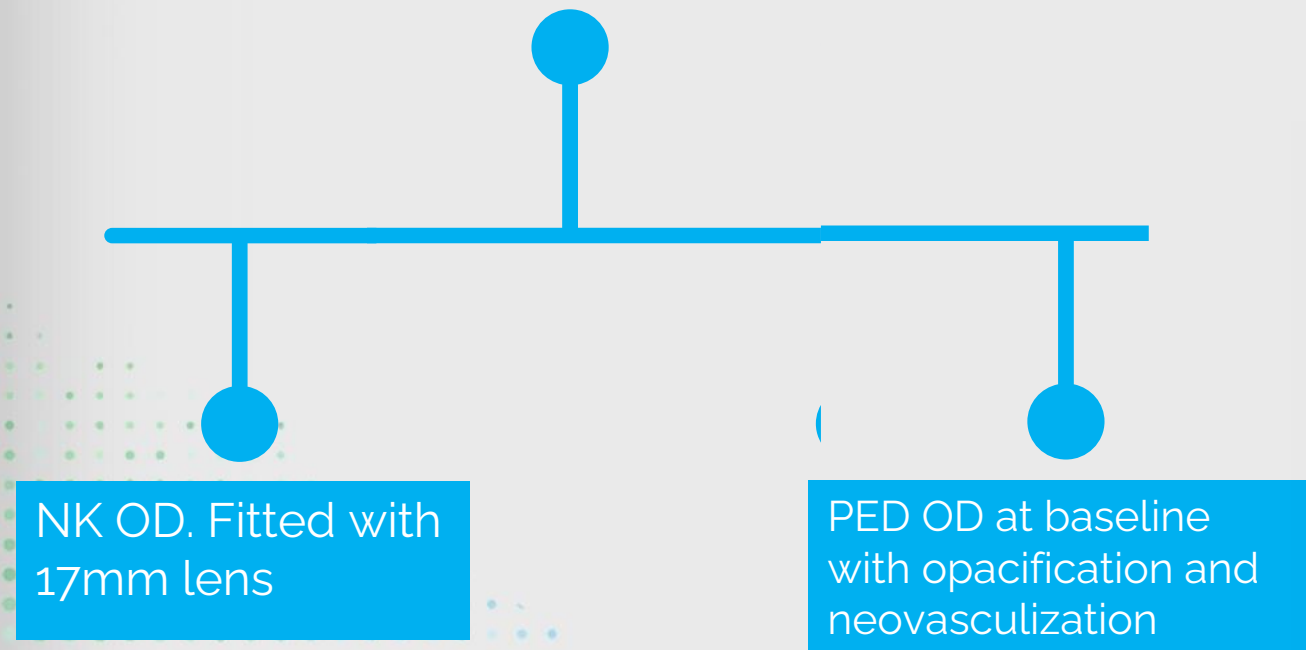 NK OD. Fitted with
17mm lens
PED OD at baseline
with opacification and
neovasculization